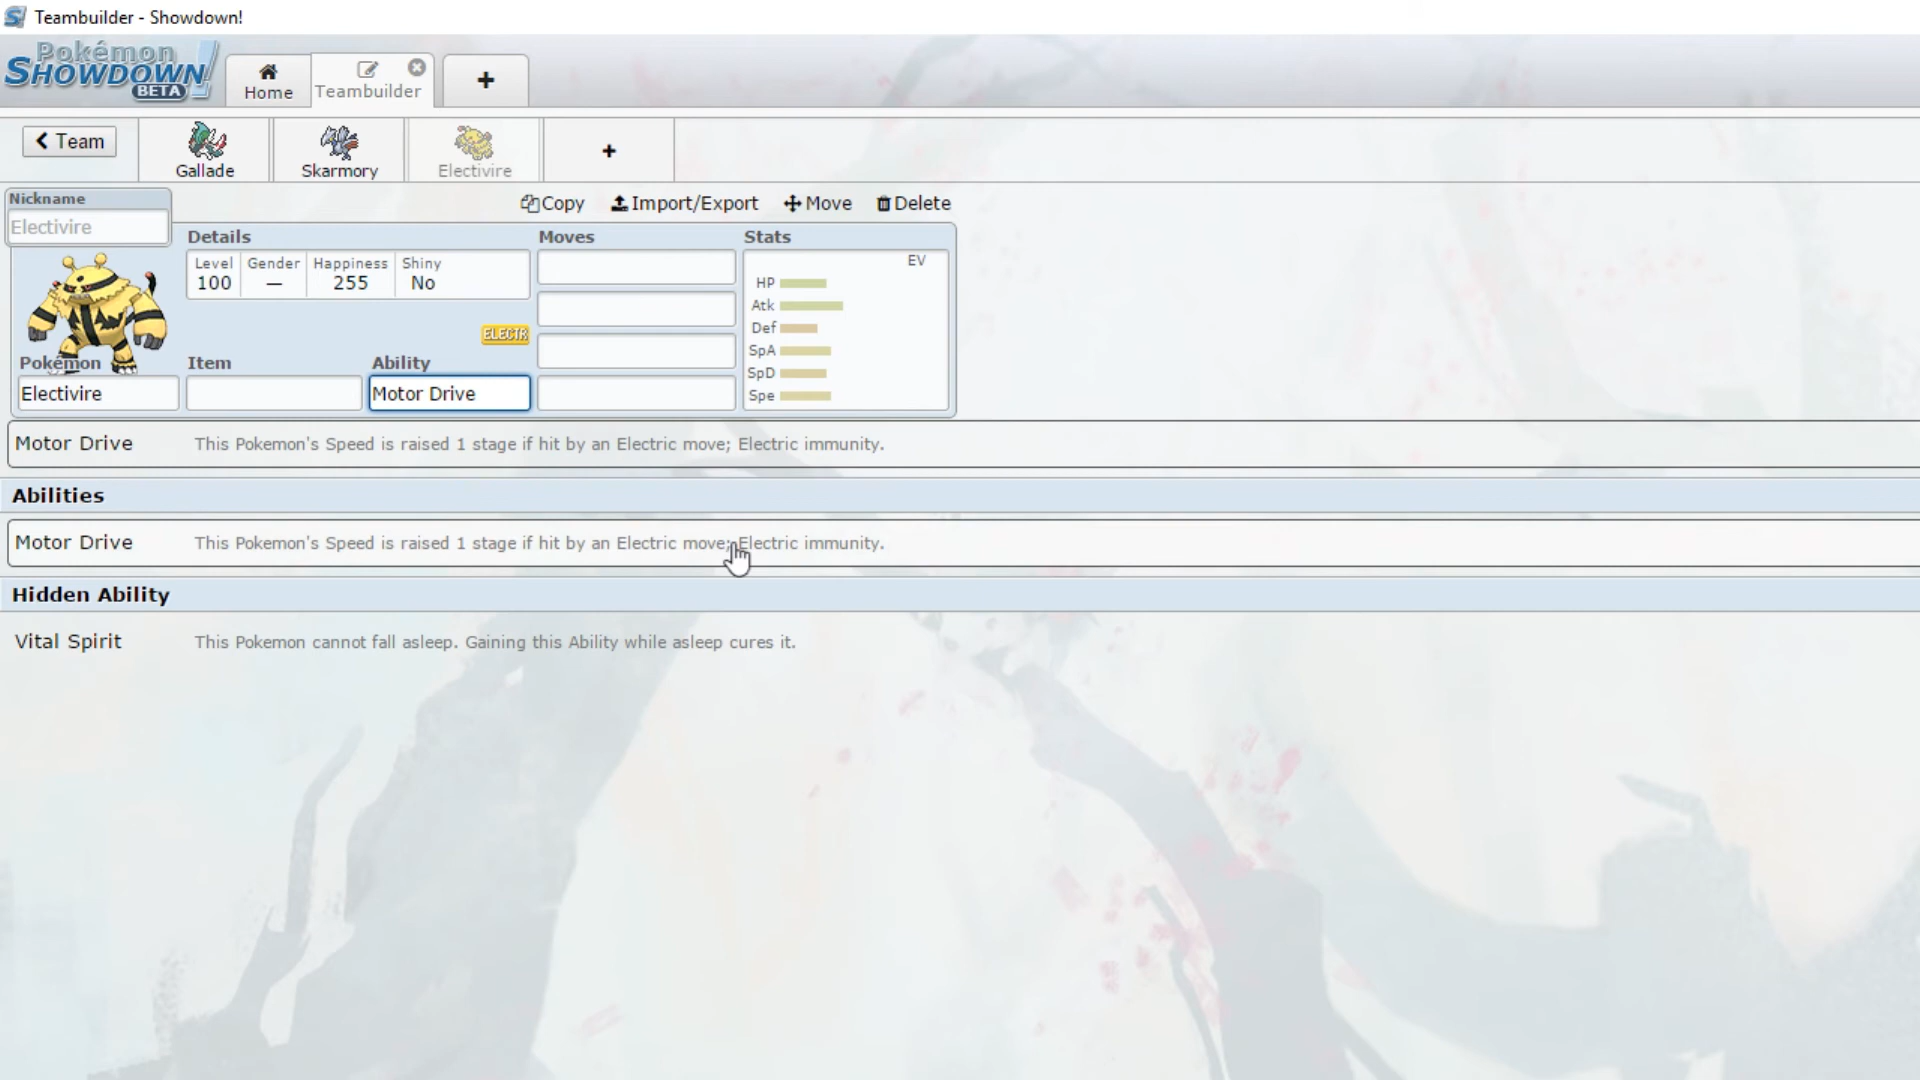 Teambuilder - Showdown!
Pokémon
SHOWDOWN!
BETA
Home
Teambuilder
+
Team
Gallade
Skarmory
Electivire
+
Nickname
Electivire
Copy
Import/Export
Move
Delete
Details
Moves
Stats
Level
Gender
Happiness
Shiny
100
—
255
No
EV
HP
Atk
Def
SpA
SpD
Spe
ELECTR
Pokémon
Item
Ability
Electivire
Motor Drive
Motor Drive This Pokemon's Speed is raised 1 stage if hit by an Electric move; Electric immunity.
Abilities
Motor Drive This Pokemon's Speed is raised 1 stage if hit by an Electric move; Electric immunity.
Hidden Ability
Vital Spirit This Pokemon cannot fall asleep. Gaining this Ability while asleep cures it.